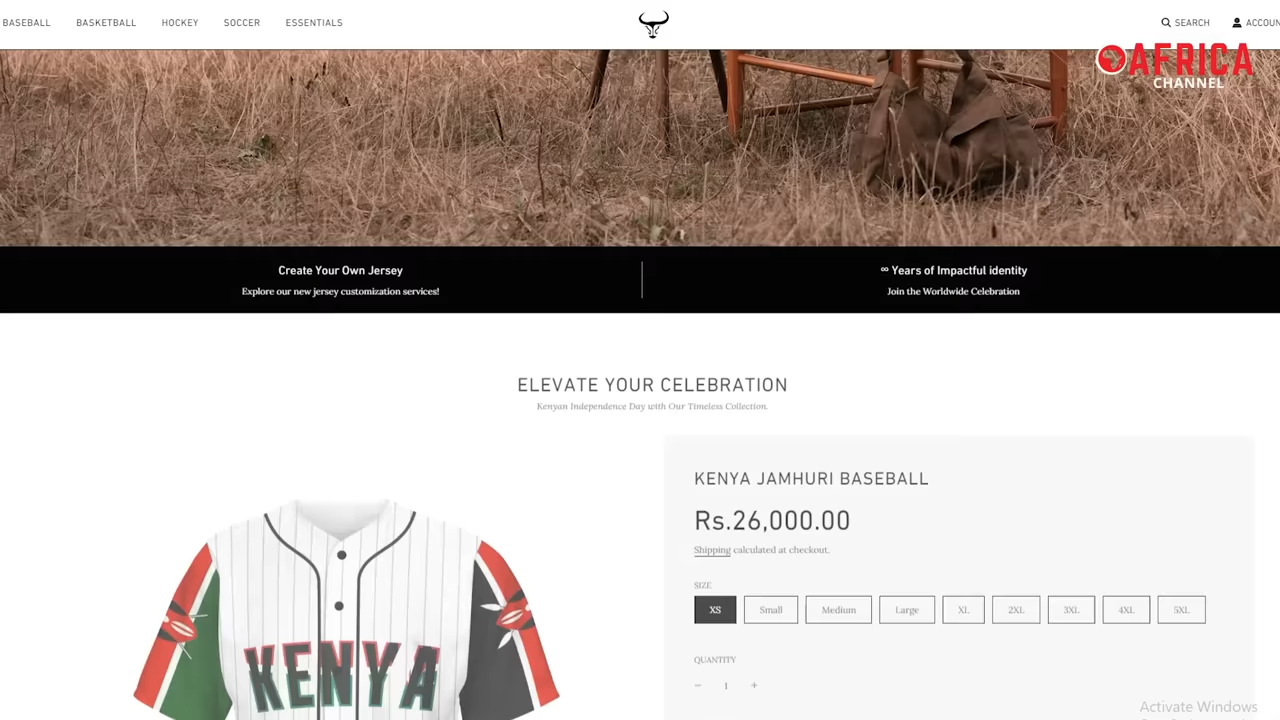 BASEBALL BASKETBALL HOCKEY SOCCER ESSENTIALS SEARCH ACCOUN
AFRICA
CHANNEL
Create Your Own Jersey
Explore our new jersey customization services!
∞ Years of Impactful identity
Join the Worldwide Celebration
ELEVATE YOUR CELEBRATION
Kenyan Independence Day with Our Timeless Collection.
KENYA JAMHURI BASEBALL
Rs.26,000.00
Shipping calculated at checkout.
SIZE
XS Small Medium Large XL 2XL 3XL 4XL 5XL
KENYA
QUANTITY
− 1 +
Activate Windows